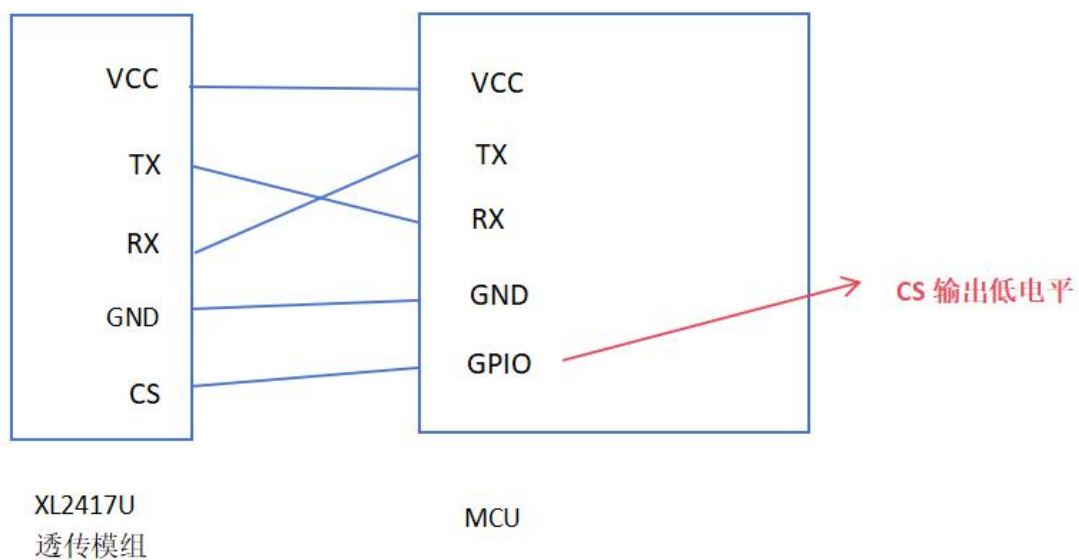 VCC
TX
RX
GND
CS
VCC
TX
RX
GND
GPIO
CS 输出低电平
XL2417U
透传模组
MCU